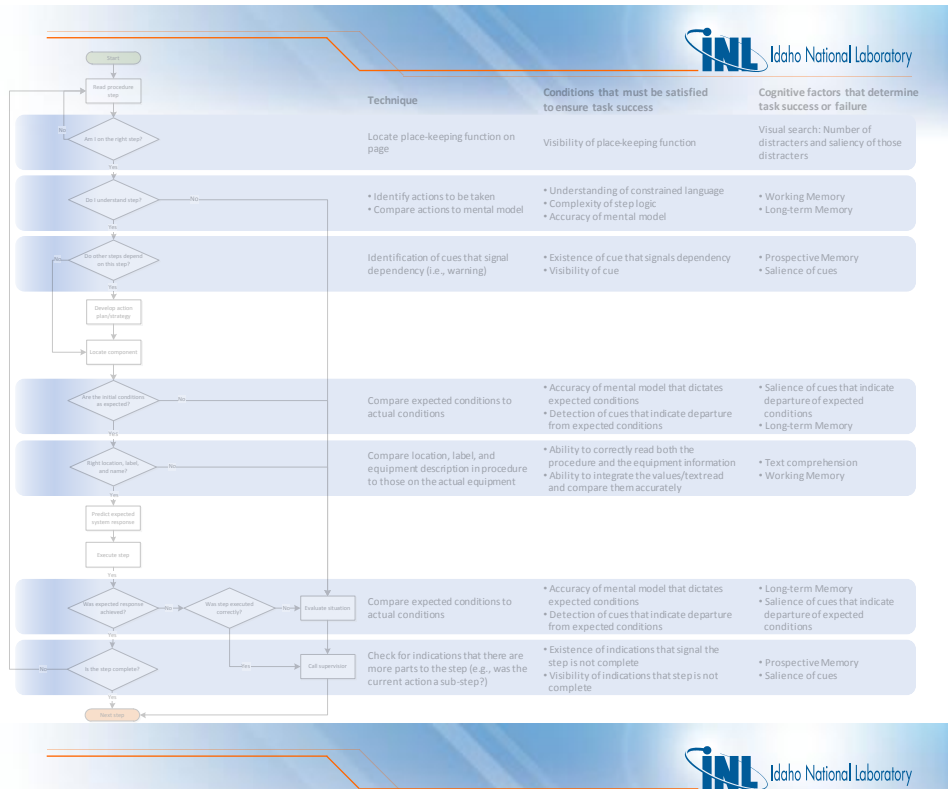 INL Idaho National Laboratory
Start
Read procedure
step
Technique
Conditions that must be satisfied
to ensure task success
Cognitive factors that determine
task success or failure
No
Am I on the right step?
Locate place-keeping function on
page
Visibility of place-keeping function
Visual search: Number of
distracters and saliency of those
distracters
Yes
Do I understand step?
No
• Identify actions to be taken
• Compare actions to mental model
• Understanding of constrained language
• Complexity of step logic
• Accuracy of mental model
• Working Memory
• Long-term Memory
Yes
No
Do other steps depend
on this step?
Identification of cues that signal
dependency (i.e., warning)
• Existence of cue that signals dependency
• Visibility of cue
• Prospective Memory
• Salience of cues
Yes
Develop action
plan/strategy
Locate component
Are the initial conditions
as expected?
No
Compare expected conditions to
actual conditions
• Accuracy of mental model that dictates
expected conditions
• Detection of cues that indicate departure
from expected conditions
• Salience of cues that indicate
departure of expected
conditions
• Long-term Memory
Yes
Right location, label,
and name?
No
Compare location, label, and
equipment description in procedure
to those on the actual equipment
• Ability to correctly read both the
procedure and the equipment information
• Ability to integrate the values/text read
and compare them accurately
• Text comprehension
• Working Memory
Yes
Predict expected
system response
Execute step
Yes
Was expected response
achieved?
No
Was step executed
correctly?
No
Evaluate situation
Compare expected conditions to
actual conditions
• Accuracy of mental model that dictates
expected conditions
• Detection of cues that indicate departure
from expected conditions
• Long-term Memory
• Salience of cues that indicate
departure of expected
conditions
Yes
No
Is the step complete?
Yes
Call supervisor
Check for indications that there are
more parts to the step (e.g., was the
current action a sub-step?)
• Existence of indications that signal the
step is not complete
• Visibility of indications that step is not
complete
• Prospective Memory
• Salience of cues
Yes
Next step
INL Idaho National Laboratory